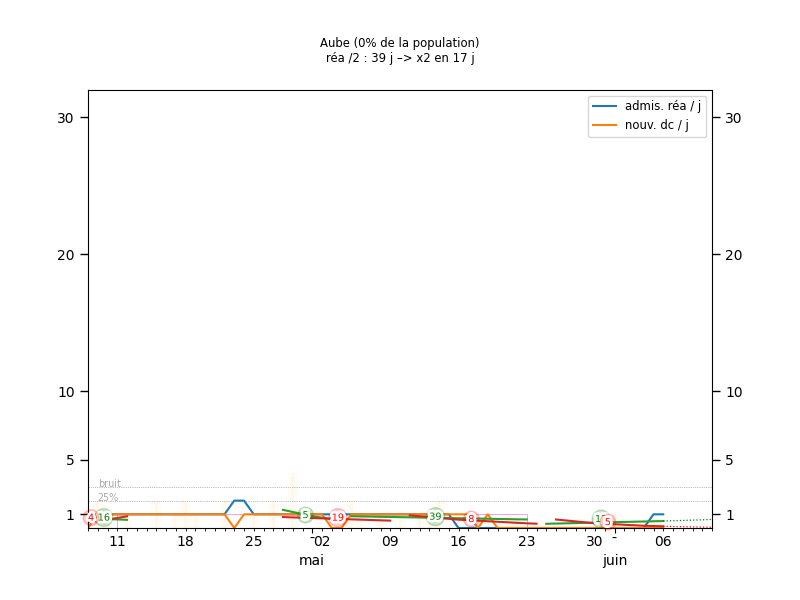 Aube (0% de la population)
réa /2 : 39 j –> x2 en 17 j
admis. réa / j
nouv. dc / j
30 30
20 20
10 10
5 5
bruit
25%
1 1
4 16 5 19 39 8 5
11 18 25 02 09 16 23 30 06
mai juin